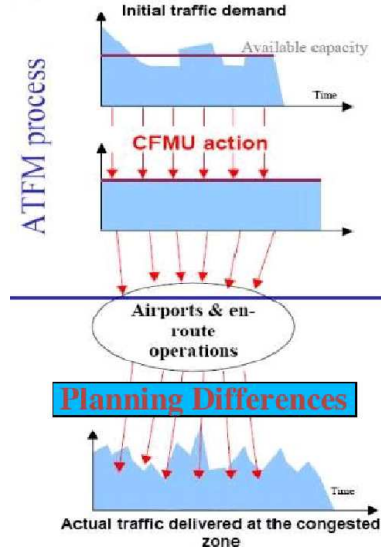 Initial traffic demand
Available capacity
Time
ATFM process
CFMU action
Airports & en-
route
operations
Planning Differences
Time
Actual traffic delivered at the congested
zone